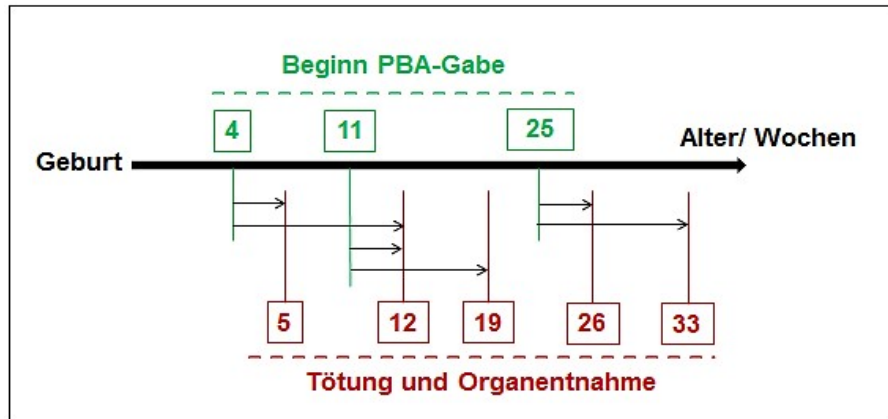 Beginn PBA-Gabe
4 11 25
Alter/ Wochen
Geburt
5 12 19 26 33
Tötung und Organentnahme